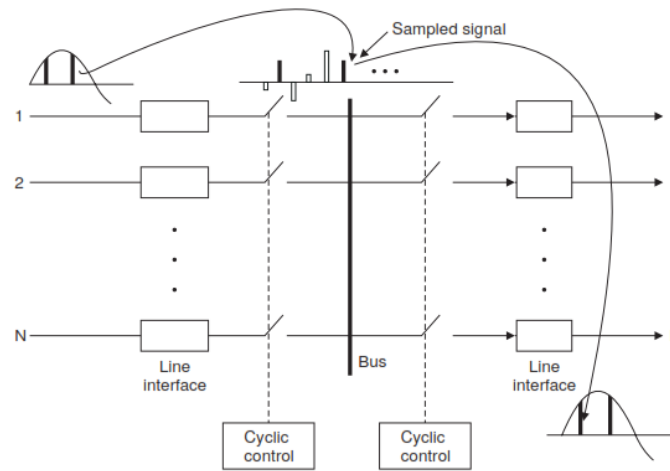 Sampled signal
1
2
N
Line
interface
Bus
Line
interface
Cyclic
control
Cyclic
control